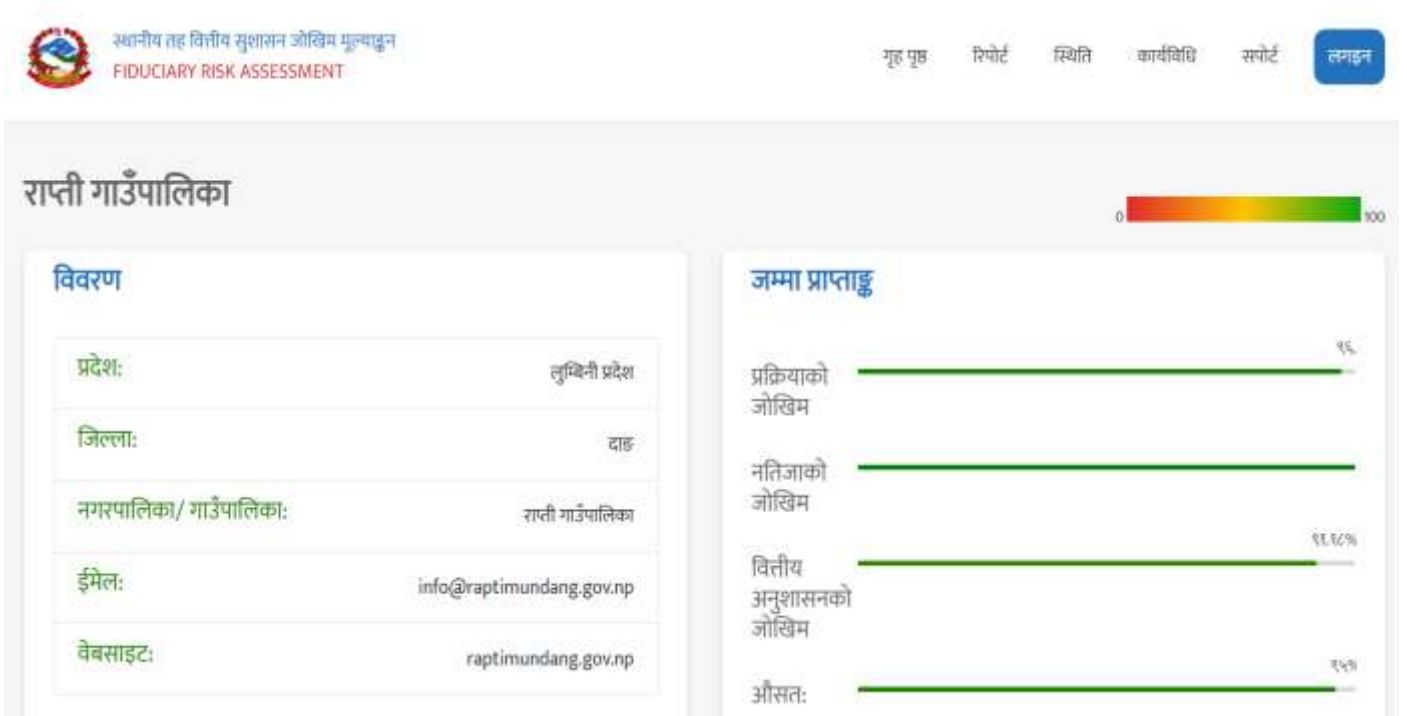 स्थानीय तह वित्तीय सुशासन जोखिम मूल्याङ्कन
FIDUCIARY RISK ASSESSMENT
गृह पृष्ठ रिपोर्ट स्थिति कार्यविधि सपोर्ट लगइन
राप्ती गाउँपालिका
0 100
विवरण
प्रदेश: लुम्बिनी प्रदेश
जिल्ला: दाङ
नगरपालिका/ गाउँपालिका: राप्ती गाउँपालिका
ईमेल: info@raptimundang.gov.np
वेबसाइट: raptimundang.gov.np
जम्मा प्राप्ताङ्क
प्रक्रियाको
जोखिम
नतिजाको
जोखिम
वित्तीय
अनुशासनको
जोखिम
औसत: